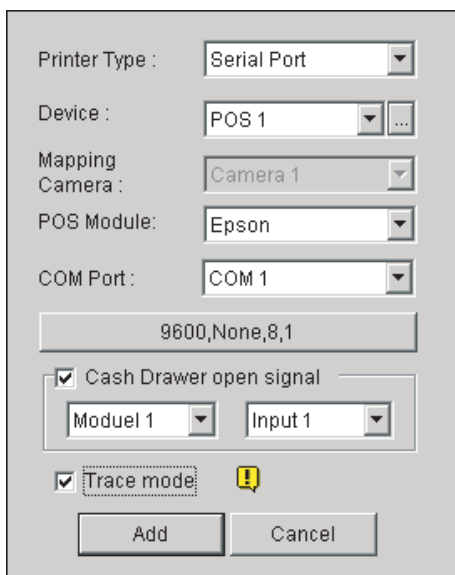 Printer Type : Serial Port
Device : POS 1 ...
Mapping
Camera : Camera 1
POS Module: Epson
COM Port : COM 1
9600,None,8,1
Cash Drawer open signal
Moduel 1 Input 1
Trace mode
Add Cancel